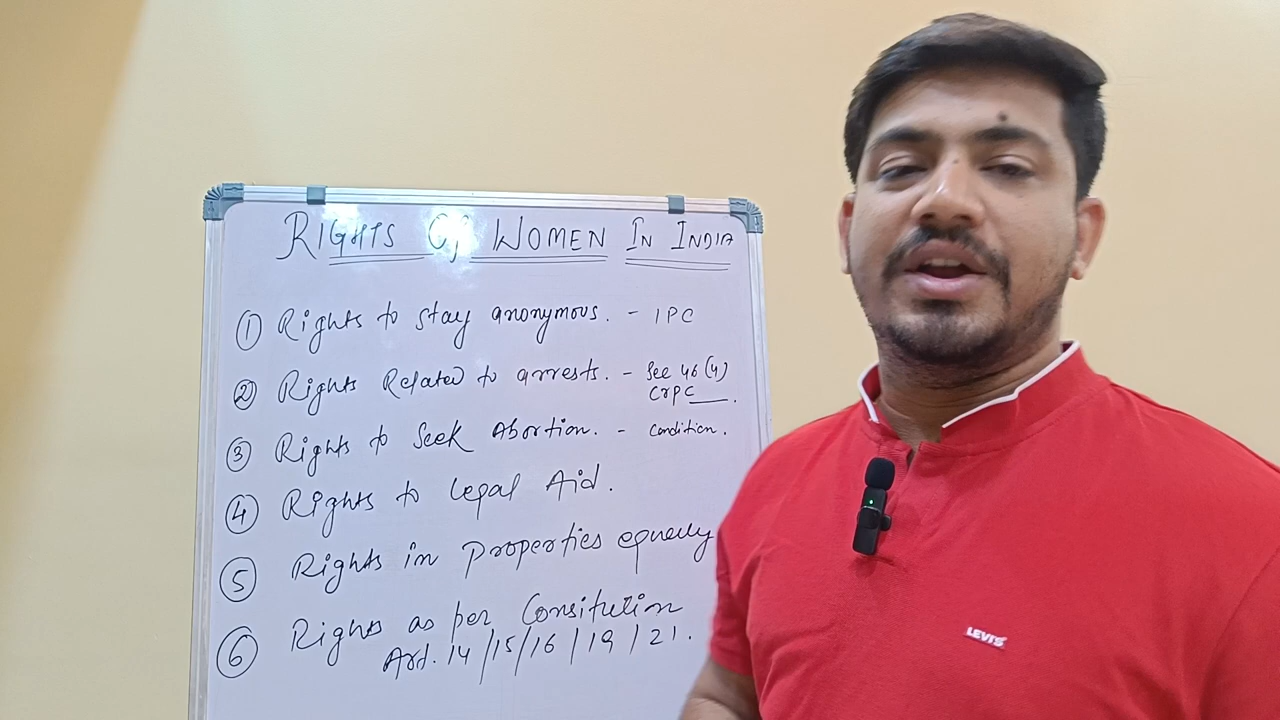 RIGHTS Of WOMEN IN INDIA
① Rights to stay anonymous. - IPC
② Rights Related to arrests. - Sec 46(4)
CrPC
③ Rights to Seek Abortion. - Condition.
④ Rights to Legal Aid.
⑤ Rights in Properties equally
⑥ Rights as per Consitution
Art. 14/15/16/19/21.
LEVI'S